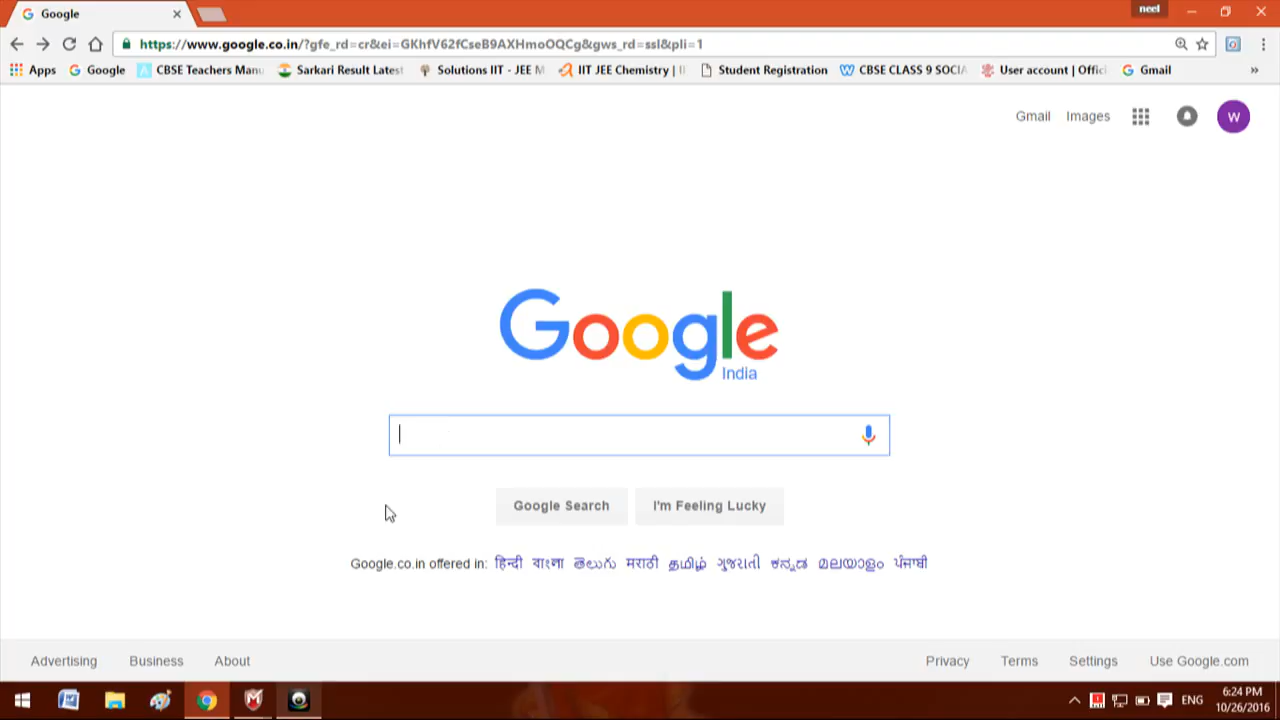 Google
neel
https://www.google.co.in/?gfe_rd=cr&ei=GKhfV62fCseB9AXHmoOQCg&gws_rd=ssl&pli=1
Apps Google CBSE Teachers Manu Sarkari Result Latest Solutions IIT - JEE M IIT JEE Chemistry | Student Registration CBSE CLASS 9 SOCIA User account | Offic Gmail »
Gmail Images W
Google
India
Google Search I'm Feeling Lucky
Google.co.in offered in: हिन्दी বাংলা తెలుగు मराठी தமிழ் ગુજરાતી ಕನ್ನಡ മലയാളം ਪੰਜਾਬੀ
Advertising Business About Privacy Terms Settings Use Google.com
ENG
6:24 PM
10/26/2016